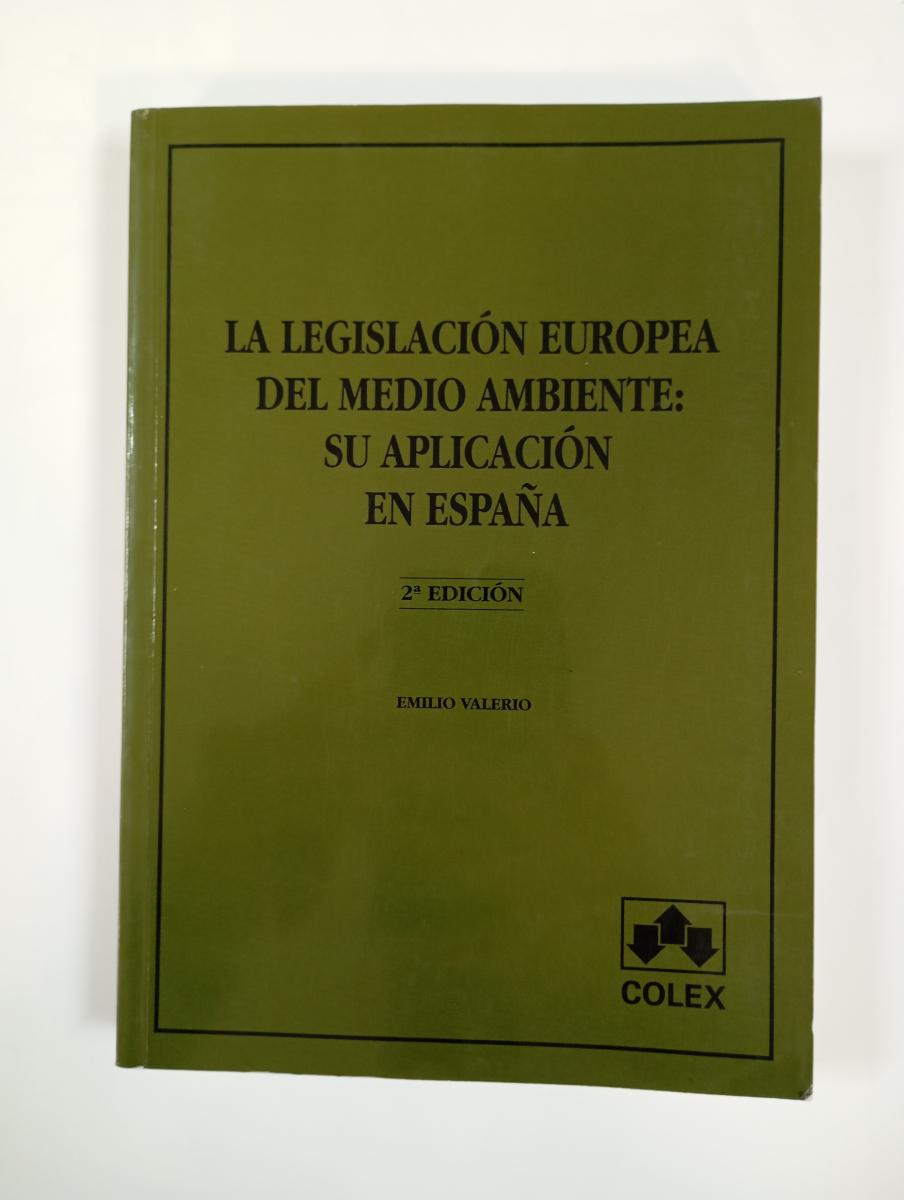 LA LEGISLACIÓN EUROPEA
DEL MEDIO AMBIENTE:
SU APLICACIÓN
EN ESPAÑA
2ª EDICIÓN
EMILIO VALERIO
COLEX